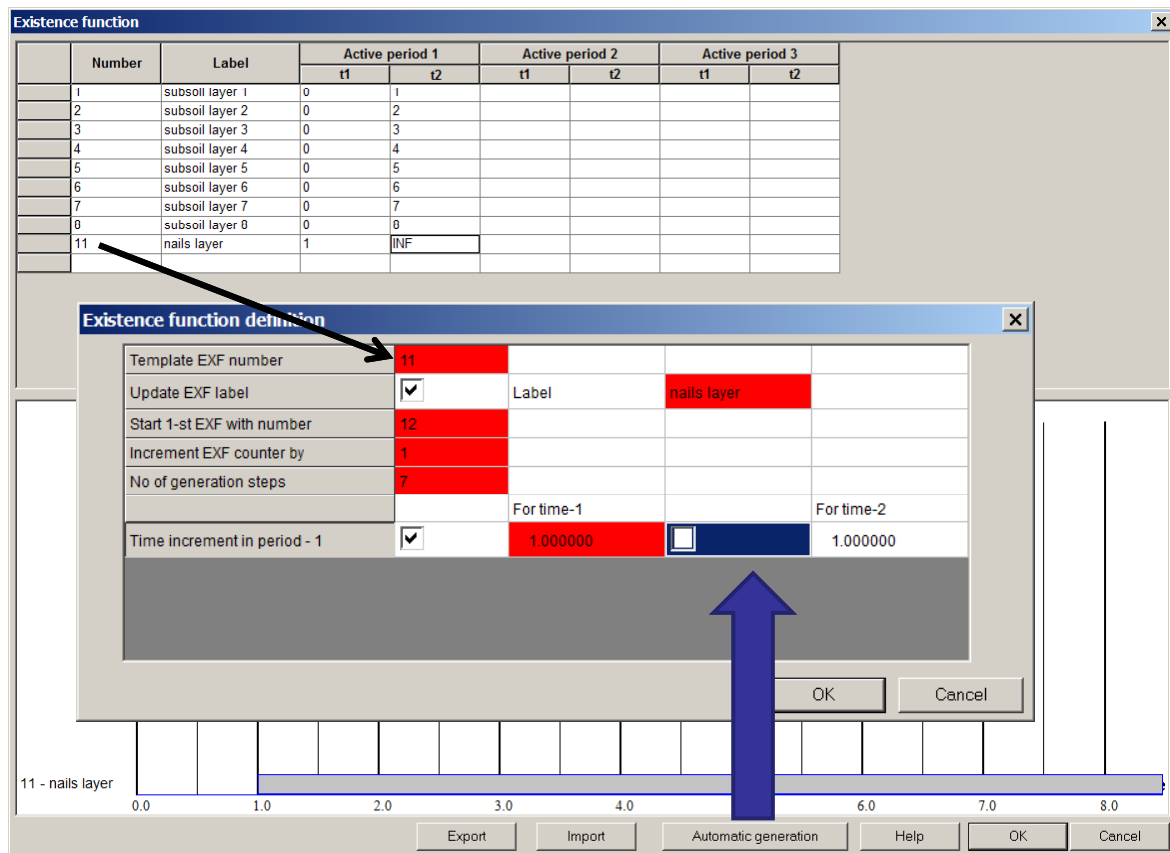 Existence function
Number Label Active period 1 Active period 2 Active period 3
t1 t2 t1 t2 t1 t2
1 subsoil layer 1 0 1
2 subsoil layer 2 0 2
3 subsoil layer 3 0 3
4 subsoil layer 4 0 4
5 subsoil layer 5 0 5
6 subsoil layer 6 0 6
7 subsoil layer 7 0 7
8 subsoil layer 8 0 8
11 nails layer 1 INF
Existence function definition
Template EXF number 11
Update EXF label Label nails layer
Start 1-st EXF with number 12
Increment EXF counter by 1
No of generation steps 7
For time-1 For time-2
Time increment in period - 1 1.000000 1.000000
OK Cancel
11 - nails layer
0.0 1.0 2.0 3.0 4.0 6.0 7.0 8.0
Export Import Automatic generation Help OK Cancel